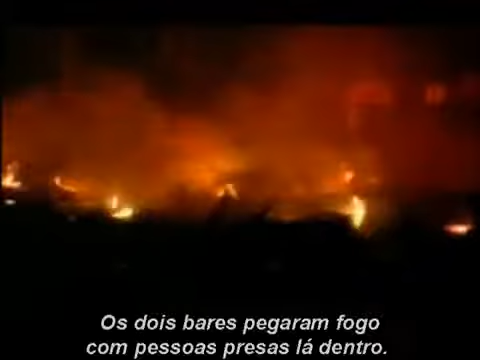 Os dois bares pegaram fogo
com pessoas presas lá dentro.